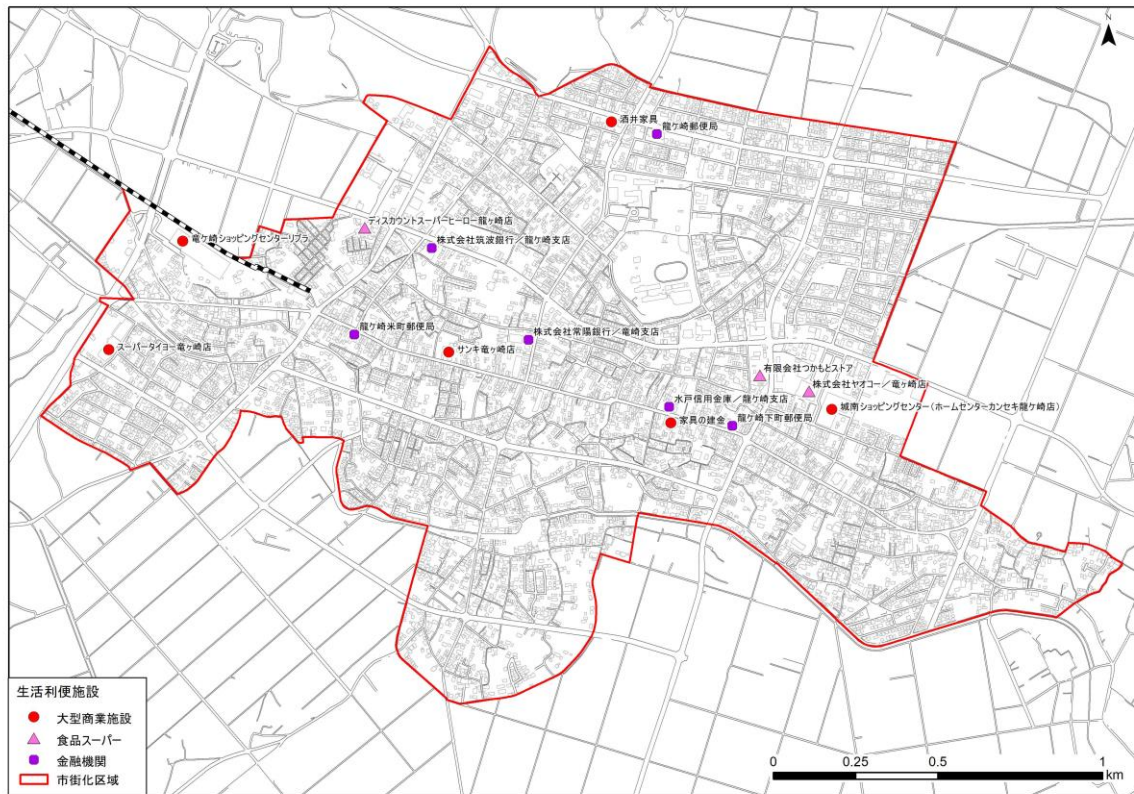 N
酒井家具
龍ケ崎郵便局
ディスカウントスーパーヒーロー龍ヶ崎店
竜ケ崎ショッピングセンターリブラ
株式会社筑波銀行/龍ケ崎支店
龍ケ崎米町郵便局
株式会社常陽銀行/竜崎支店
サンキ竜ヶ崎店
スーパータイヨー竜ヶ崎店
有限会社つかもとストア
株式会社ヤオコー/竜ヶ崎店
水戸信用金庫/龍ケ崎支店
城南ショッピングセンター(ホームセンターカンセキ龍ケ崎店)
家具の建金
龍ケ崎下町郵便局
生活利便施設
大型商業施設
食品スーパー
金融機関
市街化区域
0 0.25 0.5 1
km